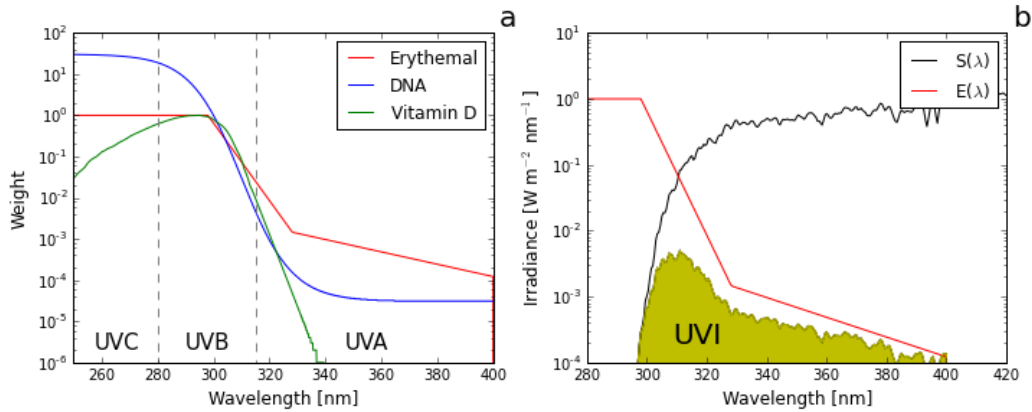 a
10^2
10^1
10^0
10^-1
10^-2
10^-3
10^-4
10^-5
10^-6
Weight
Erythemal
DNA
Vitamin D
UVC
UVB
UVA
260 280 300 320 340 360 380 400
Wavelength [nm]
b
10^1
10^0
10^-1
10^-2
10^-3
10^-4
Irradiance [W m^-2 nm^-1 ]
S(λ)
E(λ)
UVI
280 300 320 340 360 380 400 420
Wavelength [nm]